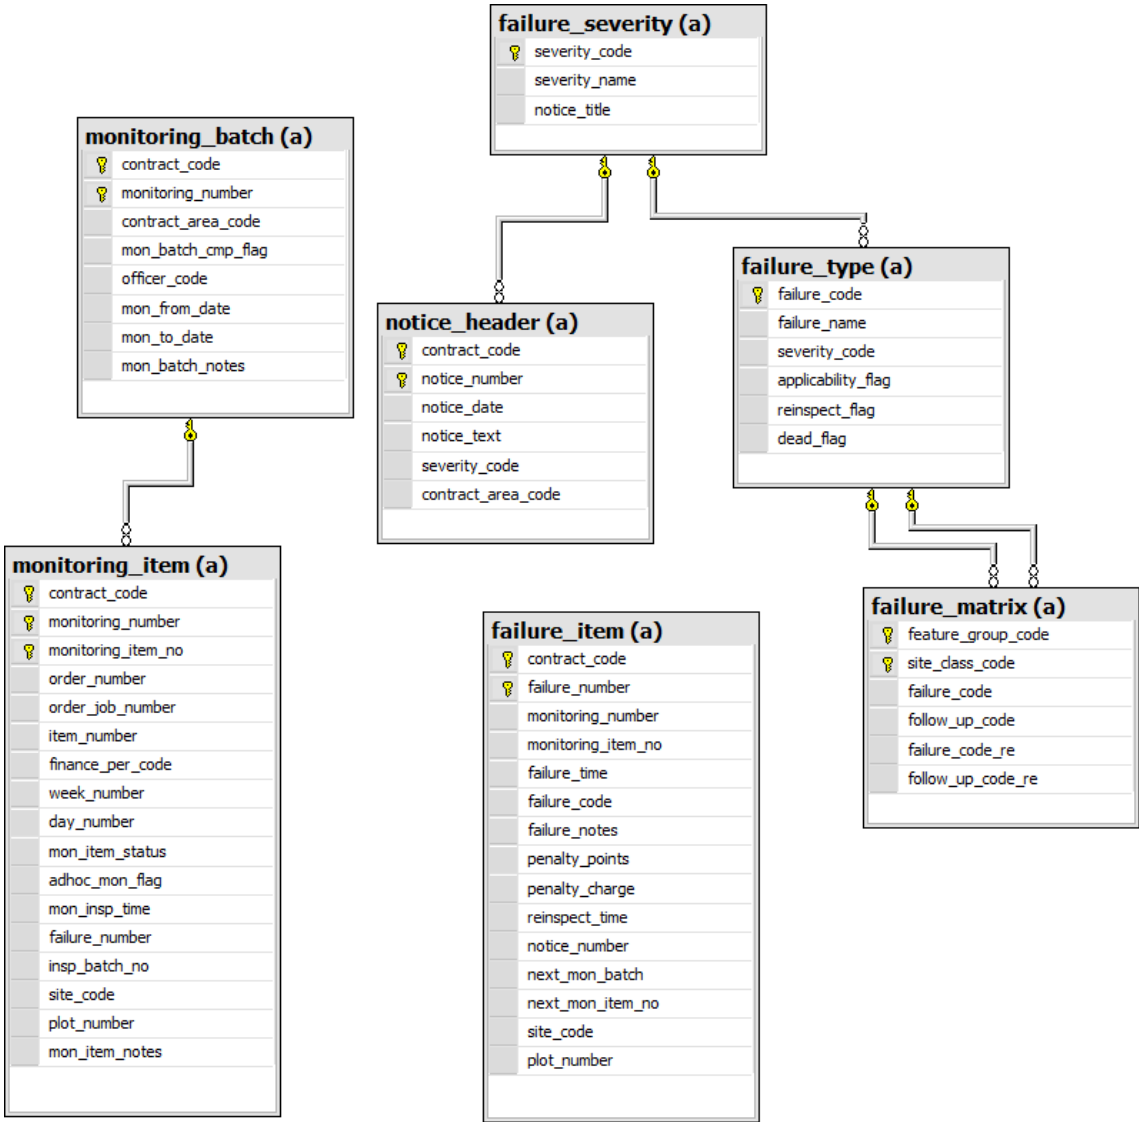 failure_severity (a)
severity_code
severity_name
notice_title
monitoring_batch (a)
contract_code
monitoring_number
contract_area_code
mon_batch_cmp_flag
officer_code
mon_from_date
mon_to_date
mon_batch_notes
notice_header (a)
contract_code
notice_number
notice_date
notice_text
severity_code
contract_area_code
failure_type (a)
failure_code
failure_name
severity_code
applicability_flag
reinspect_flag
dead_flag
monitoring_item (a)
contract_code
monitoring_number
monitoring_item_no
order_number
order_job_number
item_number
finance_per_code
week_number
day_number
mon_item_status
adhoc_mon_flag
mon_insp_time
failure_number
insp_batch_no
site_code
plot_number
mon_item_notes
failure_item (a)
contract_code
failure_number
monitoring_number
monitoring_item_no
failure_time
failure_code
failure_notes
penalty_points
penalty_charge
reinspect_time
notice_number
next_mon_batch
next_mon_item_no
site_code
plot_number
failure_matrix (a)
feature_group_code
site_class_code
failure_code
follow_up_code
failure_code_re
follow_up_code_re